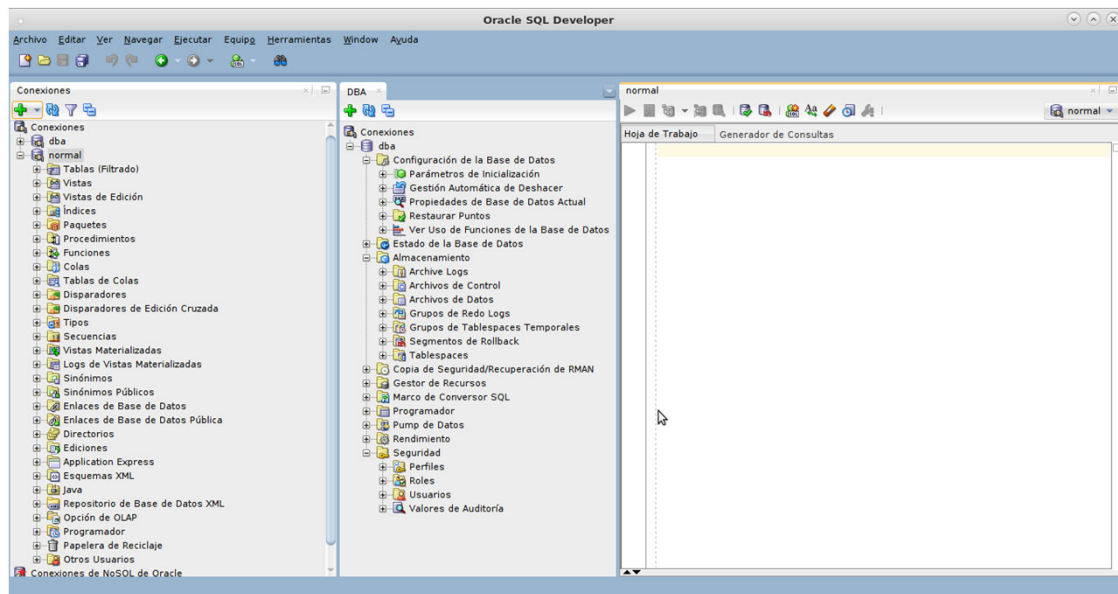 Oracle SQL Developer
Archivo Editar Ver Navegar Ejecutar Equipo Herramientas Window Ayuda
Conexiones
Conexiones
dba
normal
Tablas (Filtrado)
Vistas
Vistas de Edición
Índices
Paquetes
Procedimientos
Funciones
Colas
Tablas de Colas
Disparadores
Disparadores de Edición Cruzada
Tipos
Secuencias
Vistas Materializadas
Logs de Vistas Materializadas
Sinónimos
Sinónimos Públicos
Enlaces de Base de Datos
Enlaces de Base de Datos Pública
Directorios
Ediciones
Application Express
Esquemas XML
Java
Repositorio de Base de Datos XML
Opción de OLAP
Programador
Papelera de Reciclaje
Otros Usuarios
Conexiones de NoSQL de Oracle
DBA
Conexiones
dba
Configuración de la Base de Datos
Parámetros de Inicialización
Gestión Automática de Deshacer
Propiedades de Base de Datos Actual
Restaurar Puntos
Ver Uso de Funciones de la Base de Datos
Estado de la Base de Datos
Almacenamiento
Archive Logs
Archivos de Control
Archivos de Datos
Grupos de Redo Logs
Grupos de Tablespaces Temporales
Segmentos de Rollback
Tablespaces
Copia de Seguridad/Recuperación de RMAN
Gestor de Recursos
Marco de Conversor SQL
Programador
Pump de Datos
Rendimiento
Seguridad
Perfiles
Roles
Usuarios
Valores de Auditoría
normal
normal
Hoja de Trabajo Generador de Consultas